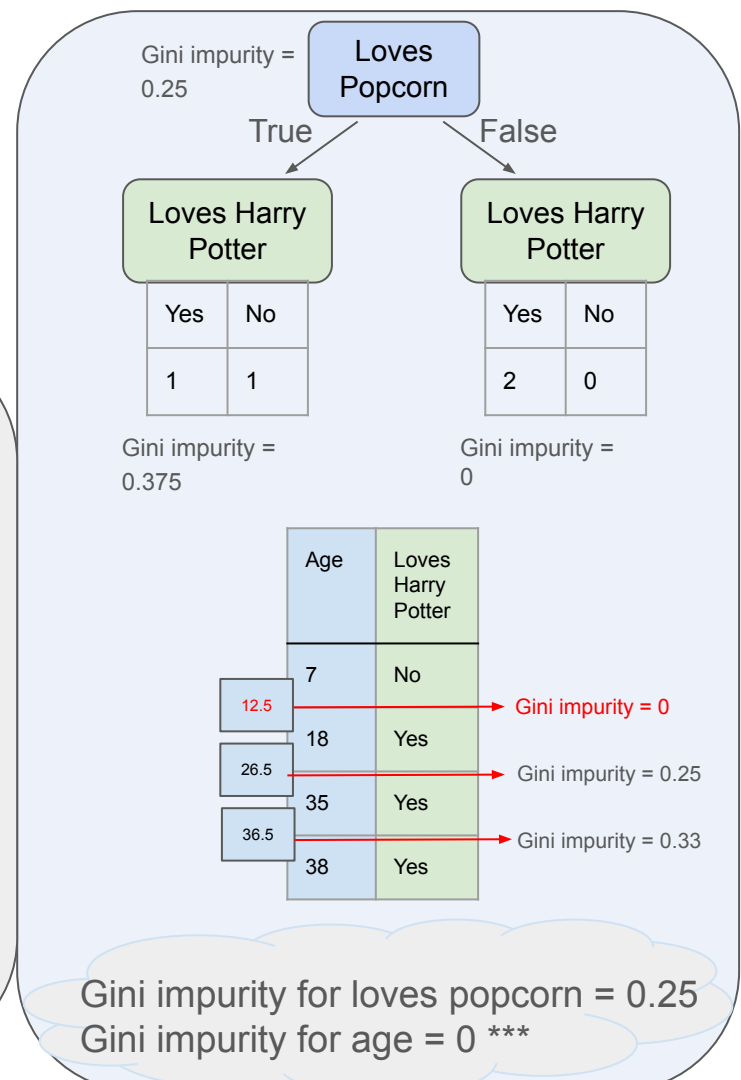 Gini impurity =
0.25
Loves
Popcorn
True
False
Loves Harry
Potter
Loves Harry
Potter
Yes No
1 1
Yes No
2 0
Gini impurity =
0.375
Gini impurity =
0
Age
Loves
Harry
Potter
7 No
12.5
Gini impurity = 0
18 Yes
26.5
Gini impurity = 0.25
35 Yes
36.5
Gini impurity = 0.33
38 Yes
Gini impurity for loves popcorn = 0.25
Gini impurity for age = 0 ***